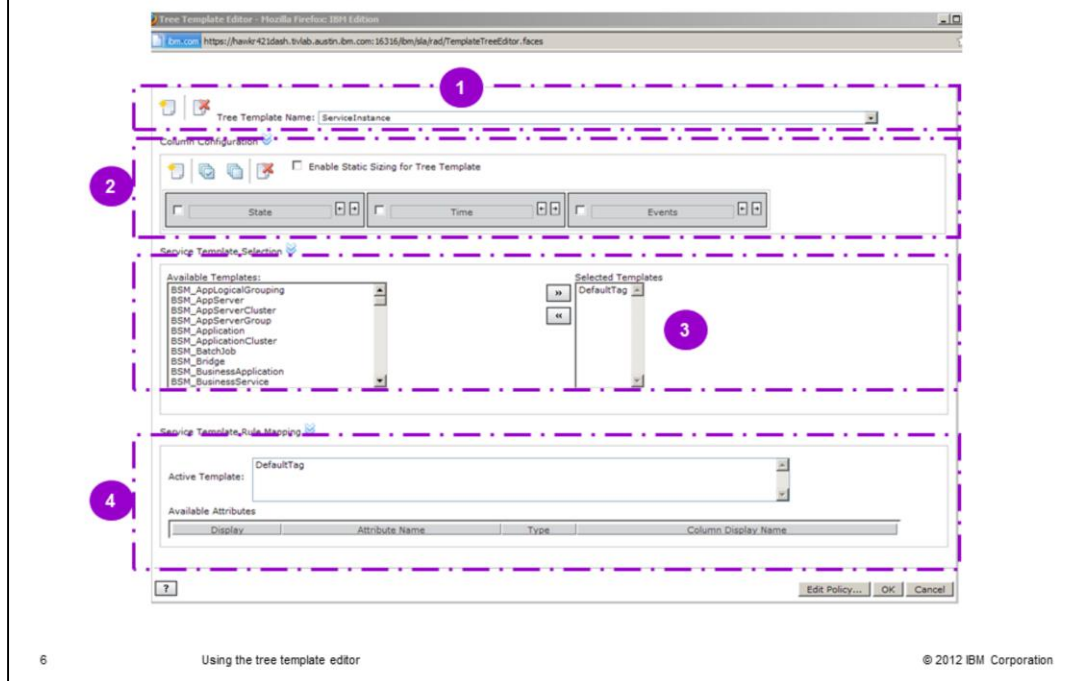 Tree Template Editor - Mozilla Firefox: IBM Edition
ibm.com https://hawkr421dash.tivlab.austin.ibm.com:16316/ibm/sla/rad/TemplateTreeEditor.faces
1
Tree Template Name: ServiceInstance
Column Configuration
2
Enable Static Sizing for Tree Template
State Time Events
Service Template Selection
Available Templates: Selected Templates
BSM_AppLogicalGrouping » DefaultTag
BSM_AppServer
BSM_AppServerCluster «
BSM_AppServerGroup
BSM_Application 3
BSM_ApplicationCluster
BSM_BatchJob
BSM_Bridge
BSM_BusinessApplication
BSM_BusinessService
Service Template Rule Mapping
DefaultTag
Active Template:
4
Available Attributes
Display Attribute Name Type Column Display Name
? Edit Policy... OK Cancel
6 Using the tree template editor © 2012 IBM Corporation